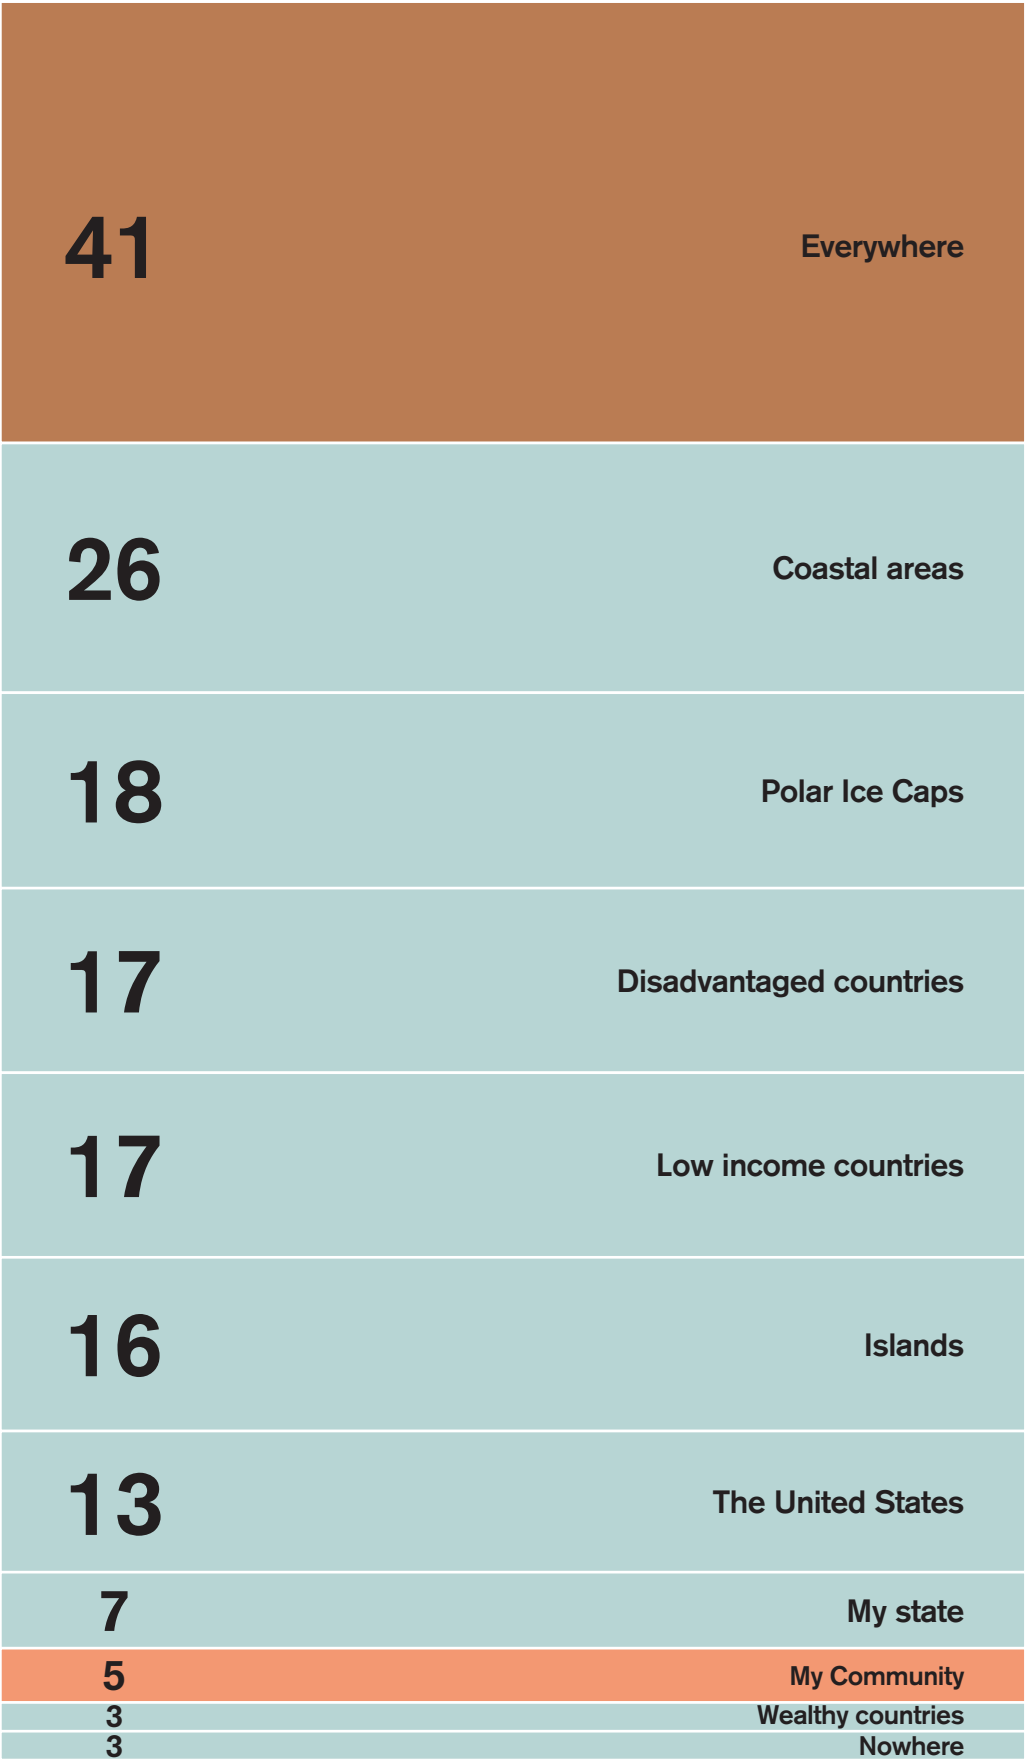 41 Everywhere
26 Coastal areas
18 Polar Ice Caps
17 Disadvantaged countries
17 Low income countries
16 Islands
13 The United States
7 My state
5 My Community
3 Wealthy countries
3 Nowhere